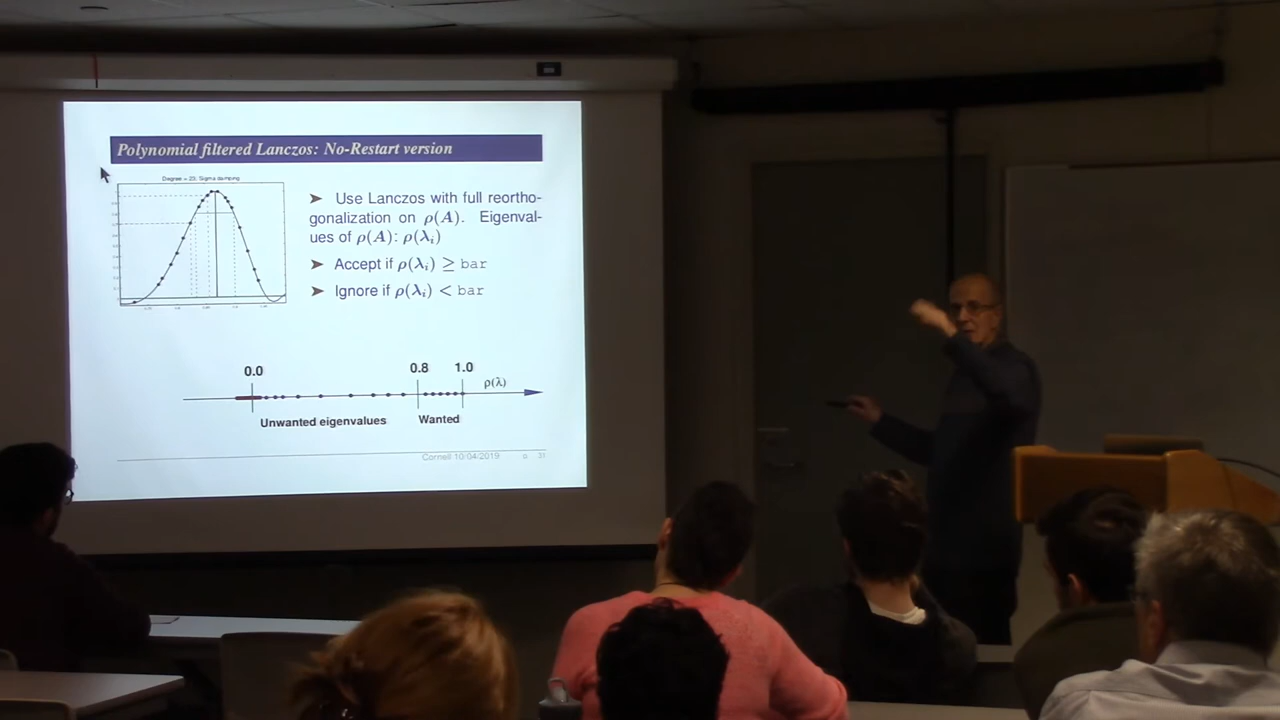 Polynomial filtered Lanczos: No-Restart version
Degree = 23; Sigma damping
➤ Use Lanczos with full reortho-
gonalization on ρ(A). Eigenval-
ues of ρ(A): ρ(λᵢ)
➤ Accept if ρ(λᵢ) ≥ bar
➤ Ignore if ρ(λᵢ) < bar
0.0 0.8 1.0
ρ(λ)
Unwanted eigenvalues Wanted
Cornell 10/04/2019 31